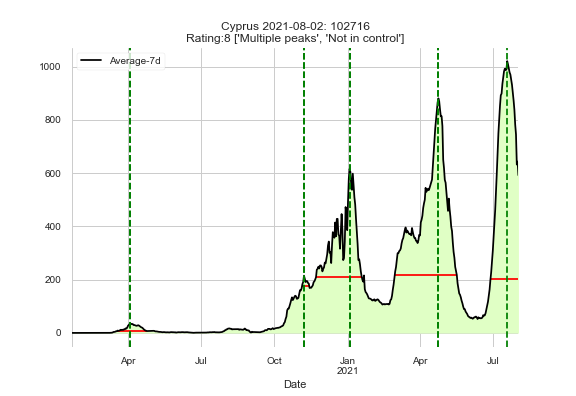 Cyprus 2021-08-02: 102716
Rating:8 ['Multiple peaks', 'Not in control']
Average-7d
1000
800
600
400
200
0
Apr
Jul
Oct
Jan
2021
Apr
Jul
Date